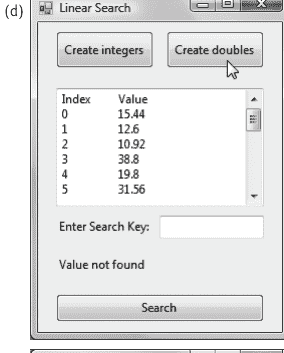 (d)
Linear Search
Create integers Create doubles
Index Value
0 15.44
1 12.6
2 10.92
3 38.8
4 19.8
5 31.56
Enter Search Key:
Value not found
Search